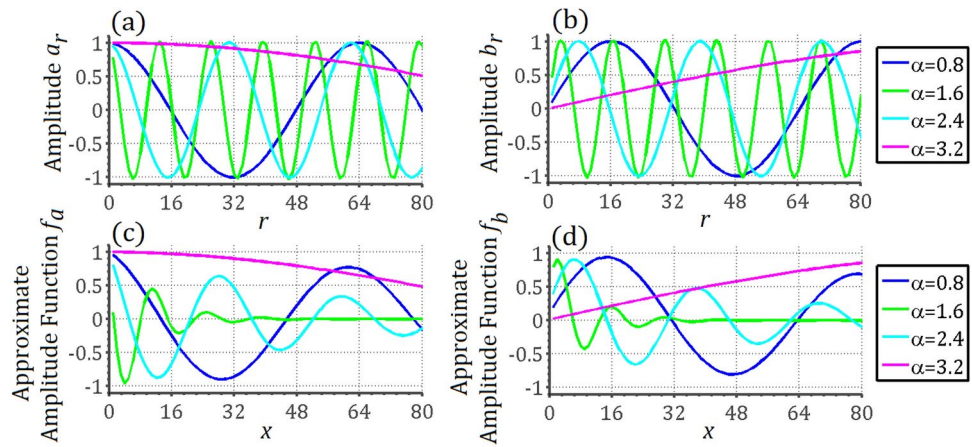 (a)
Amplitude aᵣ
1
0.5
0
-0.5
-1
0 16 32 48 64 80
r
(b)
Amplitude bᵣ
1
0.5
0
-0.5
-1
0 16 32 48 64 80
r
α=0.8
α=1.6
α=2.4
α=3.2
(c)
Approximate
Amplitude Function fₐ
1
0.5
0
-0.5
-1
0 16 32 48 64 80
x
(d)
Approximate
Amplitude Function f_b
1
0.5
0
-0.5
-1
0 16 32 48 64 80
x
α=0.8
α=1.6
α=2.4
α=3.2